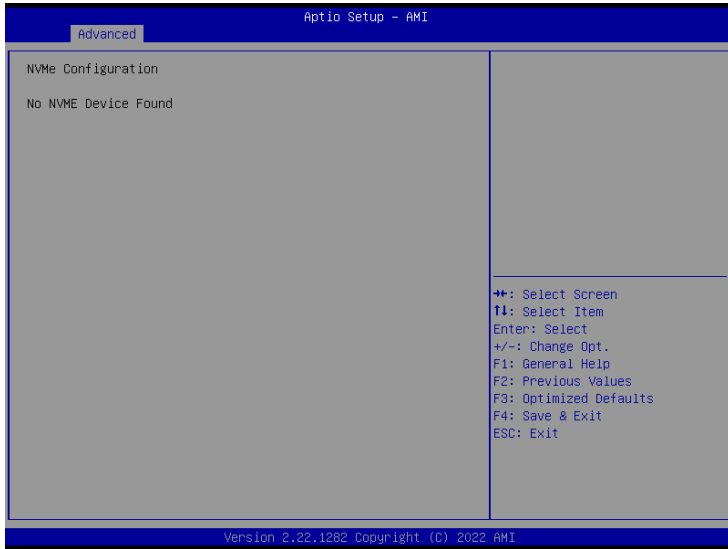 Aptio Setup – AMI
Advanced
NVMe Configuration
No NVME Device Found
→←: Select Screen
↑↓: Select Item
Enter: Select
+/-: Change Opt.
F1: General Help
F2: Previous Values
F3: Optimized Defaults
F4: Save & Exit
ESC: Exit
Version 2.22.1282 Copyright (C) 2022 AMI